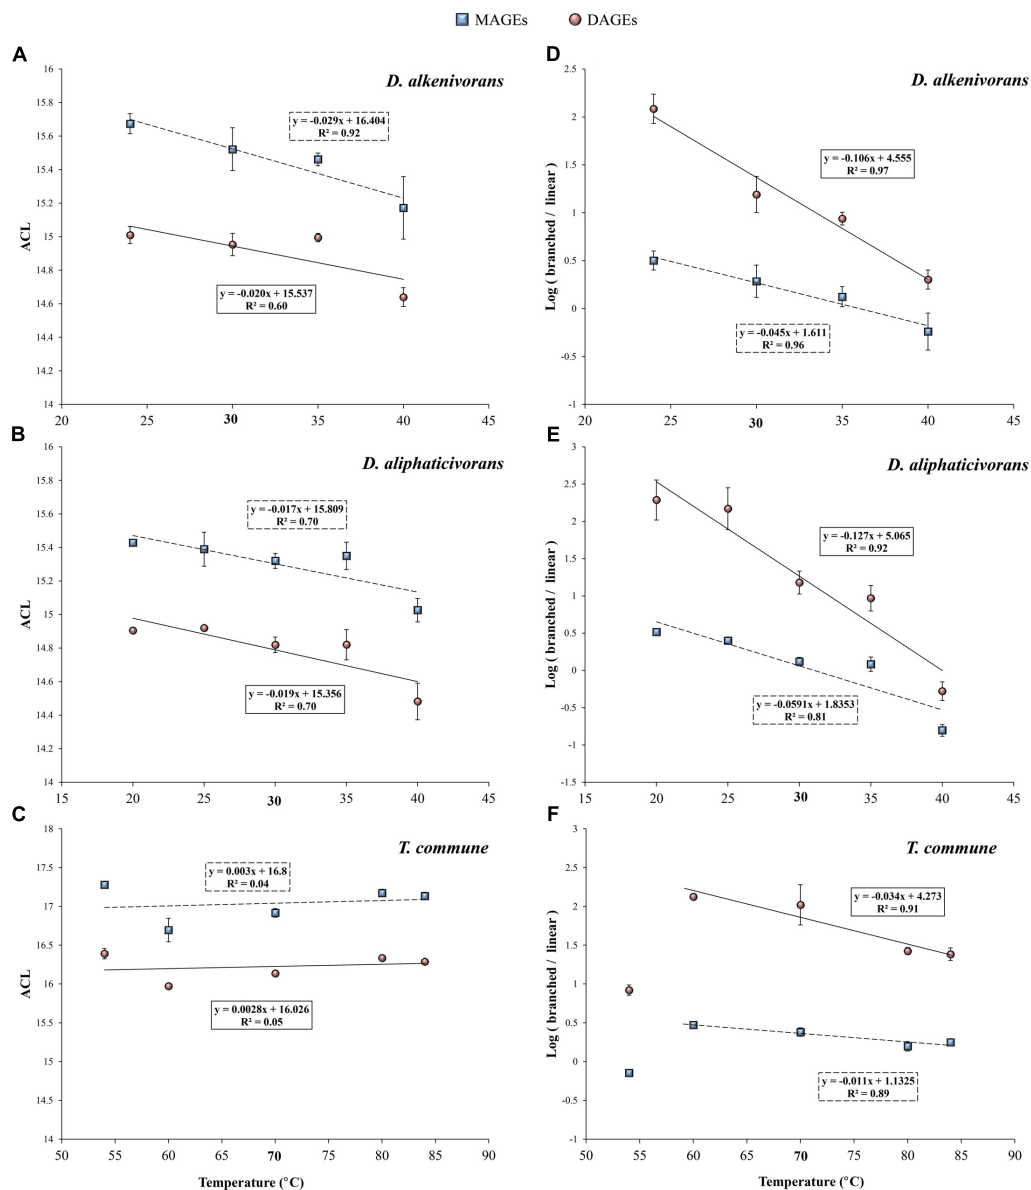 MAGEs DAGEs
A
D. alkenivorans
16
15.8
15.6
15.4
15.2
15
14.8
14.6
14.4
14.2
14
ACL
y = -0.029x + 16.404
R² = 0.92
y = -0.020x + 15.537
R² = 0.60
20 25 30 35 40 45
D
D. alkenivorans
2.5
2
1.5
1
0.5
0
-0.5
-1
Log ( branched / linear )
y = -0.106x + 4.555
R² = 0.97
y = -0.045x + 1.611
R² = 0.96
20 25 30 35 40 45
B
D. aliphaticivorans
16
15.8
15.6
15.4
15.2
15
14.8
14.6
14.4
14.2
14
ACL
y = -0.017x + 15.809
R² = 0.70
y = -0.019x + 15.356
R² = 0.70
15 20 25 30 35 40 45
E
D. aliphaticivorans
3
2.5
2
1.5
1
0.5
0
-0.5
-1
-1.5
Log ( branched / linear )
y = -0.127x + 5.065
R² = 0.92
y = -0.0591x + 1.8353
R² = 0.81
15 20 25 30 35 40 45
C
T. commune
18
17.5
17
16.5
16
15.5
15
14.5
14
ACL
y = 0.003x + 16.8
R² = 0.04
y = 0.0028x + 16.026
R² = 0.05
50 55 60 65 70 75 80 85 90
Temperature (°C)
F
T. commune
3
2.5
2
1.5
1
0.5
0
-0.5
-1
Log ( branched / linear )
y = -0.034x + 4.273
R² = 0.91
y = -0.011x + 1.1325
R² = 0.89
50 55 60 65 70 75 80 85 90
Temperature (°C)